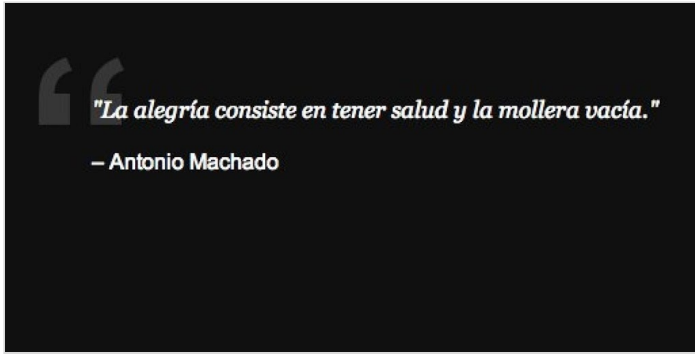 "La alegría consiste en tener salud y la mollera vacía."
– Antonio Machado